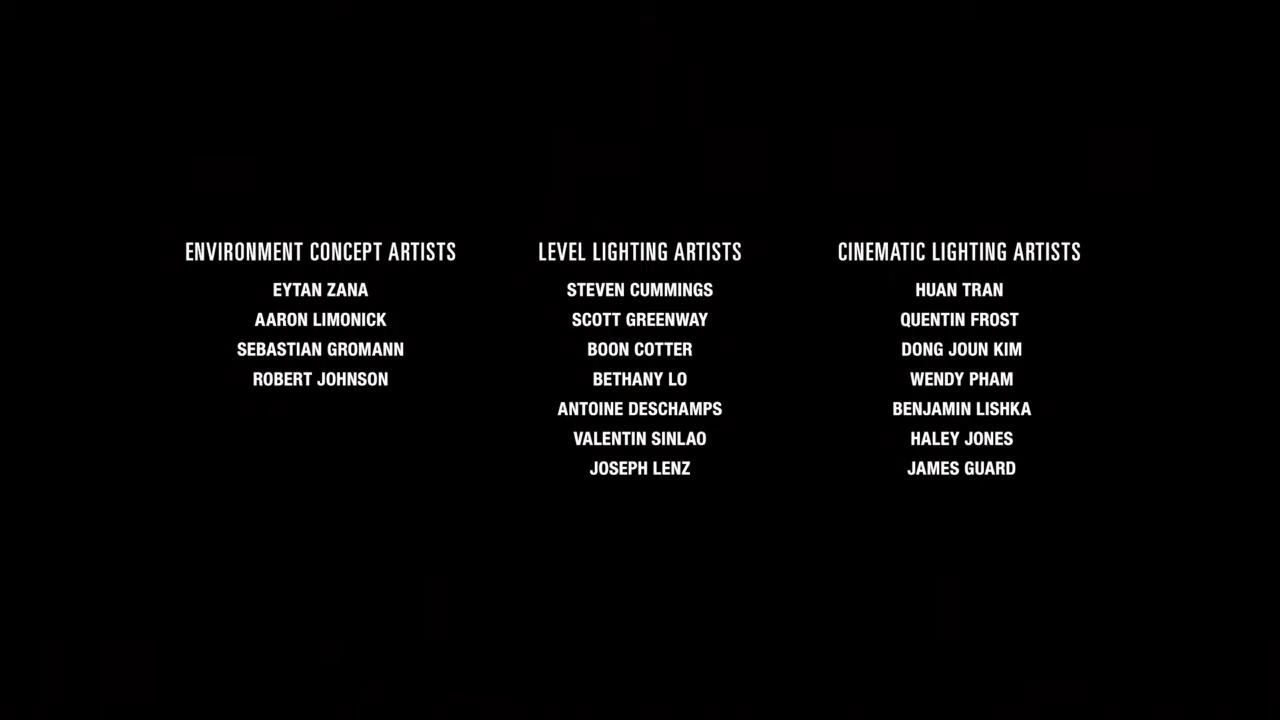 ENVIRONMENT CONCEPT ARTISTS
EYTAN ZANA
AARON LIMONICK
SEBASTIAN GROMANN
ROBERT JOHNSON
LEVEL LIGHTING ARTISTS
STEVEN CUMMINGS
SCOTT GREENWAY
BOON COTTER
BETHANY LO
ANTOINE DESCHAMPS
VALENTIN SINLAO
JOSEPH LENZ
CINEMATIC LIGHTING ARTISTS
HUAN TRAN
QUENTIN FROST
DONG JOUN KIM
WENDY PHAM
BENJAMIN LISHKA
HALEY JONES
JAMES GUARD